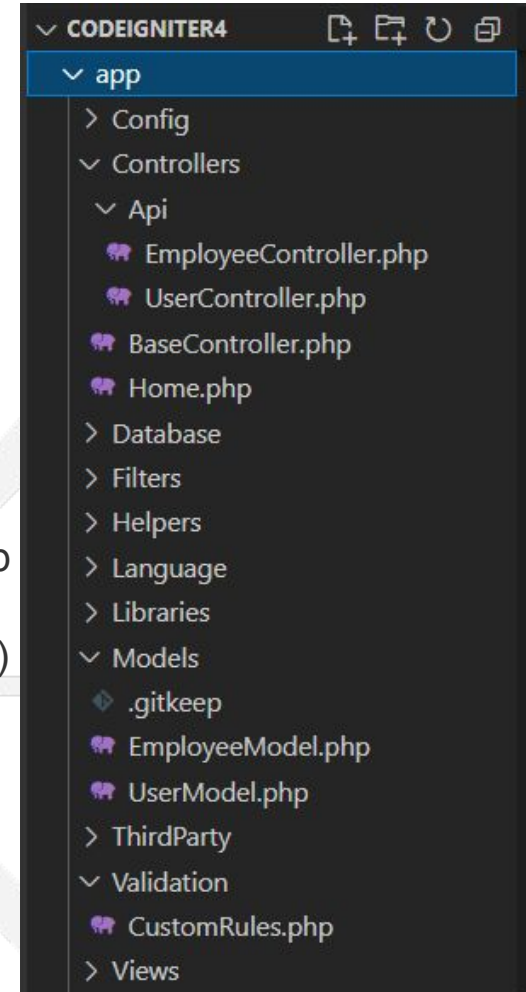 CODEIGNITER4
app
Config
Controllers
Api
EmployeeController.php
UserController.php
BaseController.php
Home.php
Database
Filters
Helpers
Language
Libraries
)
Models
.gitkeep
EmployeeModel.php
UserModel.php
ThirdParty
Validation
CustomRules.php
Views